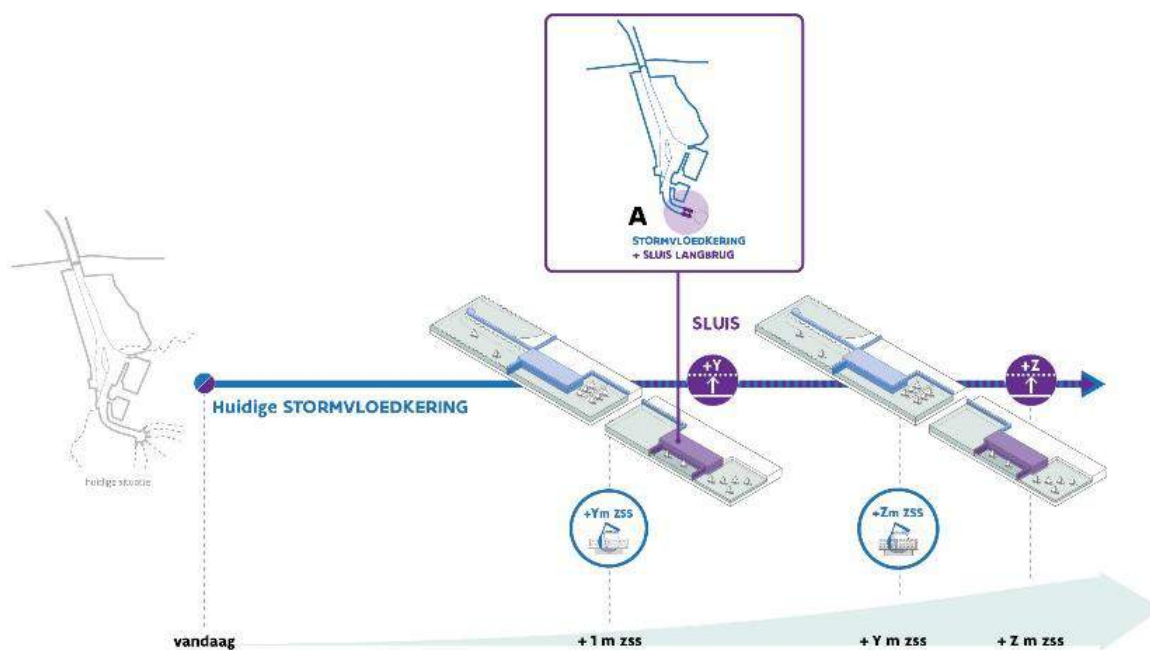 A
STORMVLOEDKERING
+ SLUIS LANGBRUG
SLUIS
+Y
+Z
Huidige STORMVLOEDKERING
huidige situatie
+Ym zss
+Zm zss
vandaag
+ 1 m zss
+ Y m zss
+ Z m zss